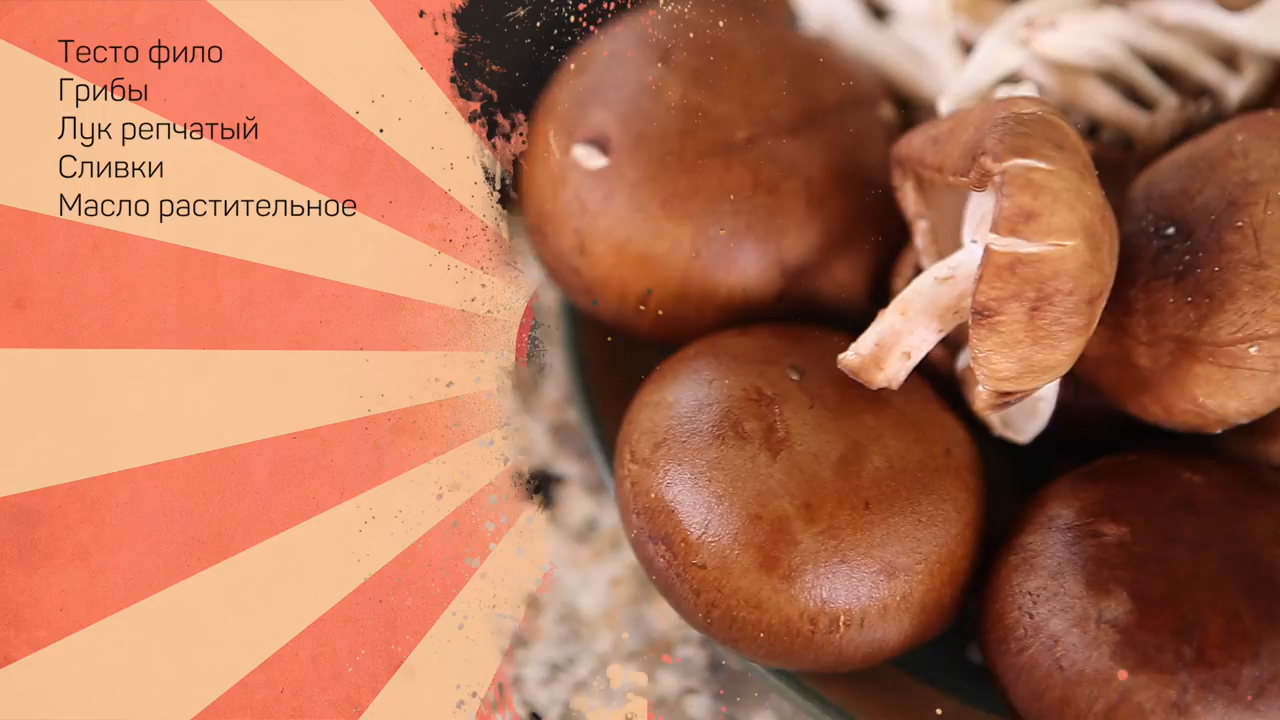 Тесто фило
Грибы
Лук репчатый
Сливки
Масло растительное